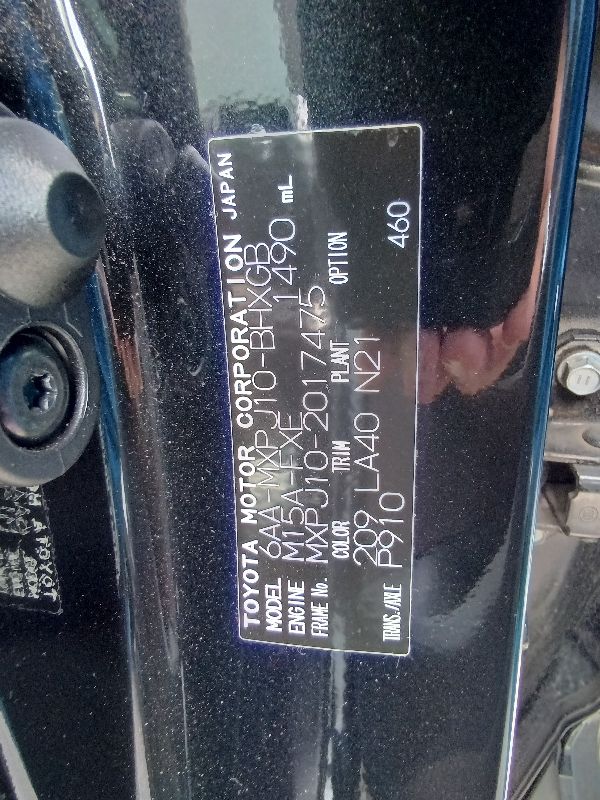 TOYOTA MOTOR CORPORATION JAPAN
MODEL 6AA-MXPJ10-BHXGB
ENGINE M15A-FXE 1490 mL
FRAME No. MXPJ10-2017475
COLOR TRIM PLANT OPTION
209 LA40 N21
TRANS./AXLE P910 460